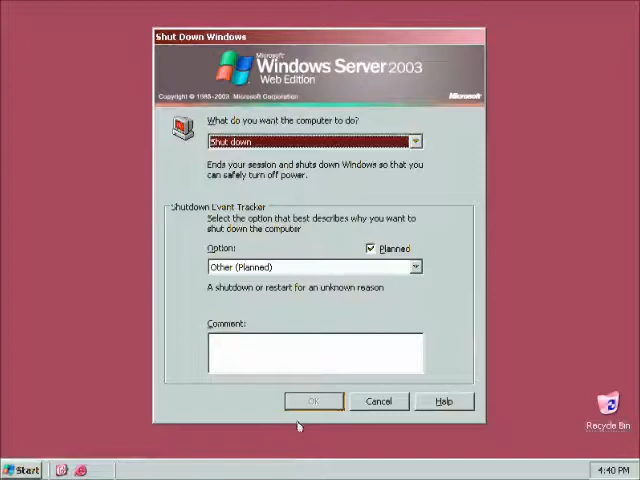 Shut Down Windows
Microsoft
Windows Server 2003
Web Edition
Copyright © 1985-2003 Microsoft Corporation
Microsoft
What do you want the computer to do?
Shut down
Ends your session and shuts down Windows so that you
can safely turn off power.
Shutdown Event Tracker
Select the option that best describes why you want to
shut down the computer
Option:
Planned
Other (Planned)
A shutdown or restart for an unknown reason
Comment:
OK
Cancel
Help
Recycle Bin
Start
4:40 PM